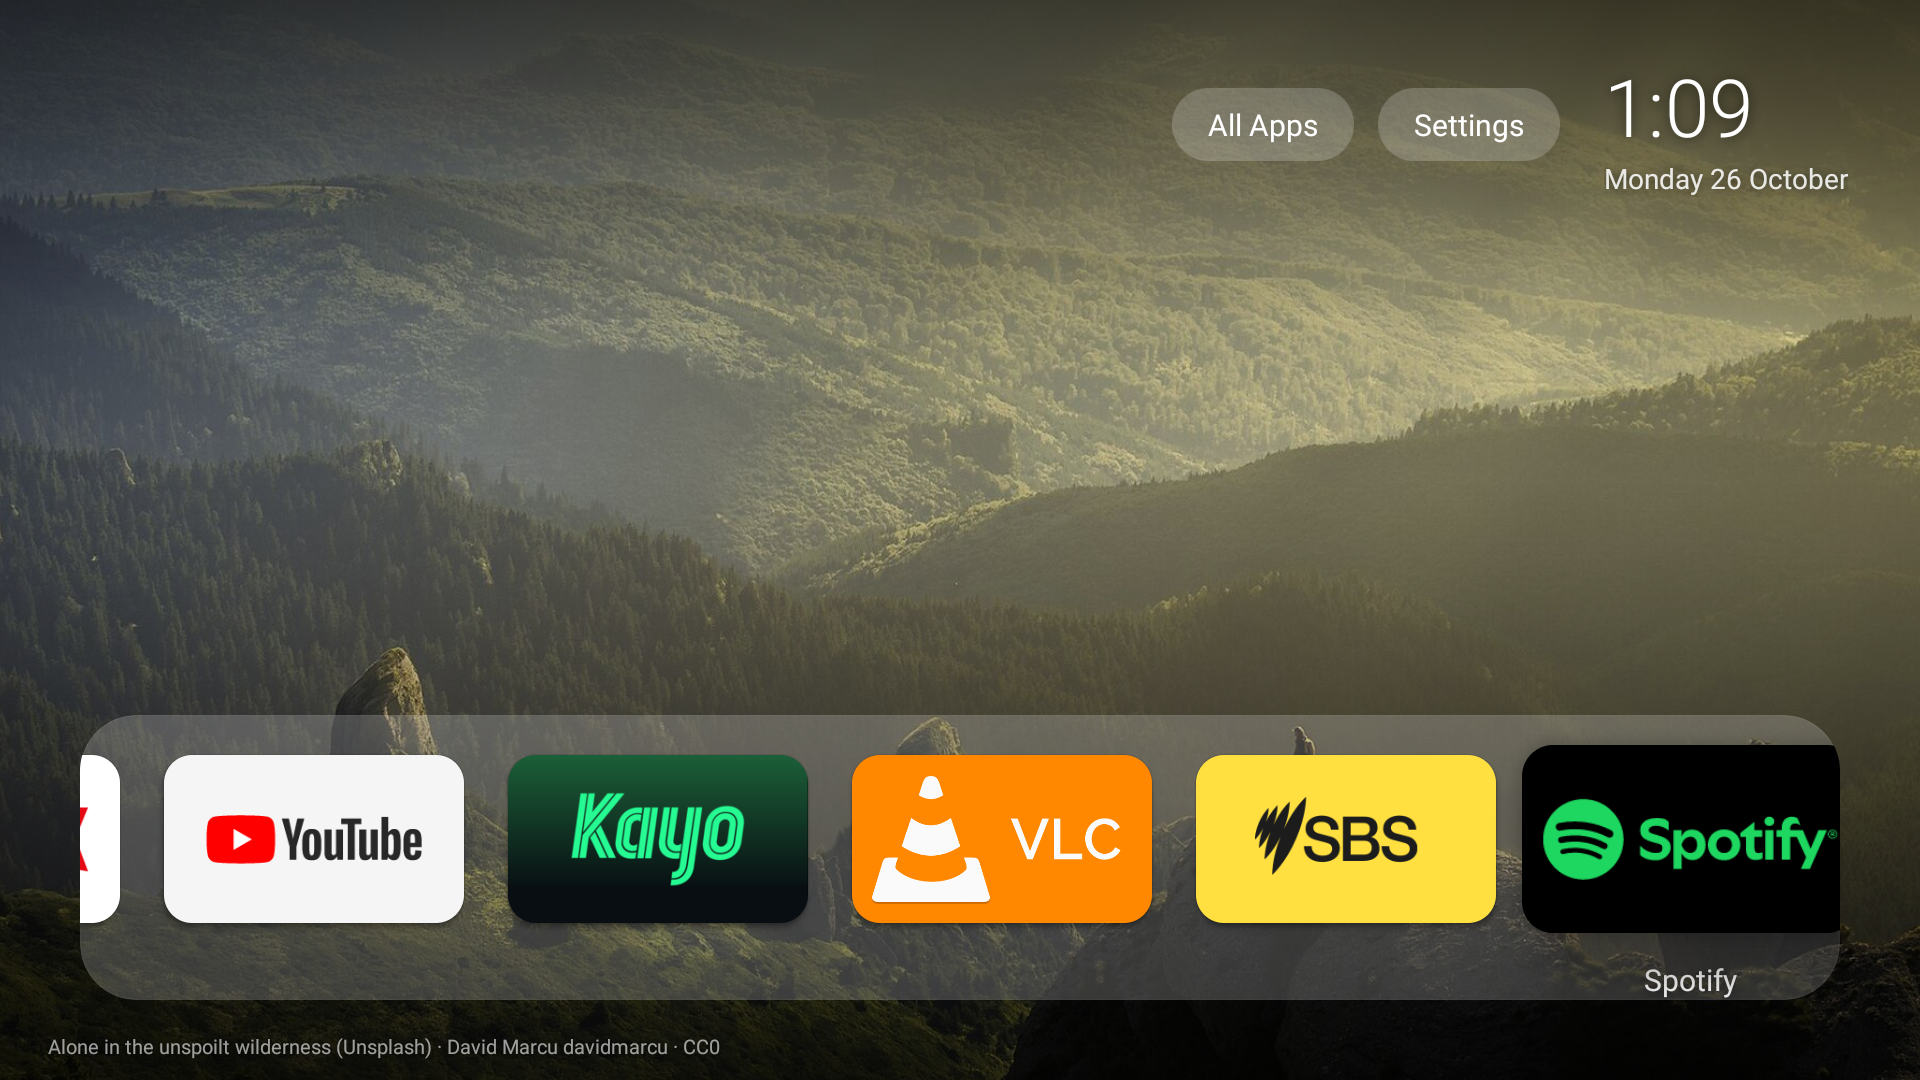 All Apps
Settings
1:09
Monday 26 October
YouTube
Kayo
VLC
SBS
Spotify®
Spotify
Alone in the unspoilt wilderness (Unsplash) · David Marcu davidmarcu · CC0